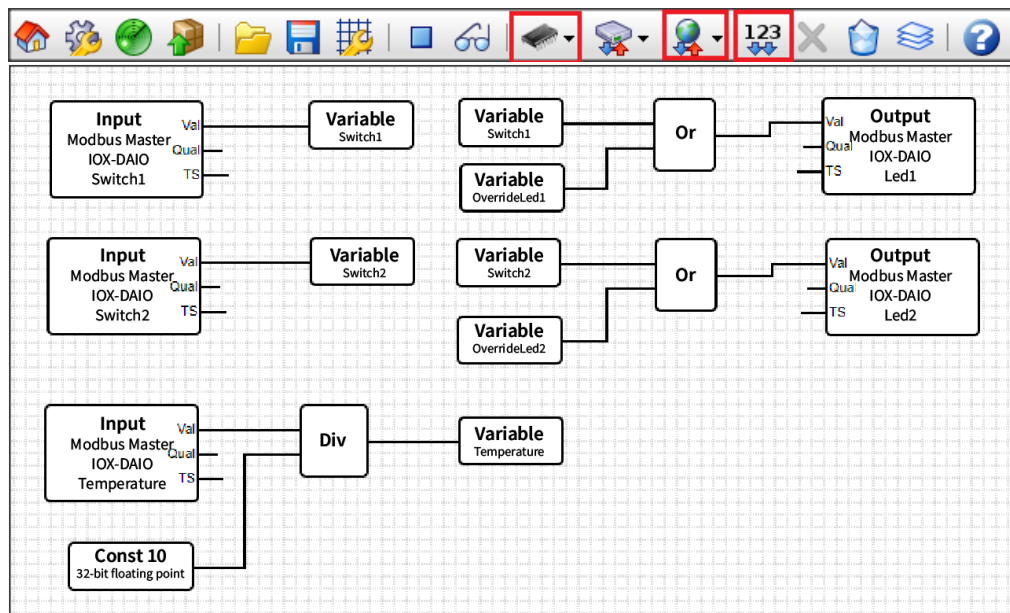 123
?
Input
Modbus Master
IOX-DAIO
Switch1
Val
Qual
TS
Variable
Switch1
Variable
Switch1
Variable
OverrideLed1
Or
Output
Modbus Master
IOX-DAIO
Led1
Val
Qual
TS
Input
Modbus Master
IOX-DAIO
Switch2
Val
Qual
TS
Variable
Switch2
Variable
Switch2
Variable
OverrideLed2
Or
Output
Modbus Master
IOX-DAIO
Led2
Val
Qual
TS
Input
Modbus Master
IOX-DAIO
Temperature
Val
Qual
TS
Div
Variable
Temperature
Const 10
32-bit floating point